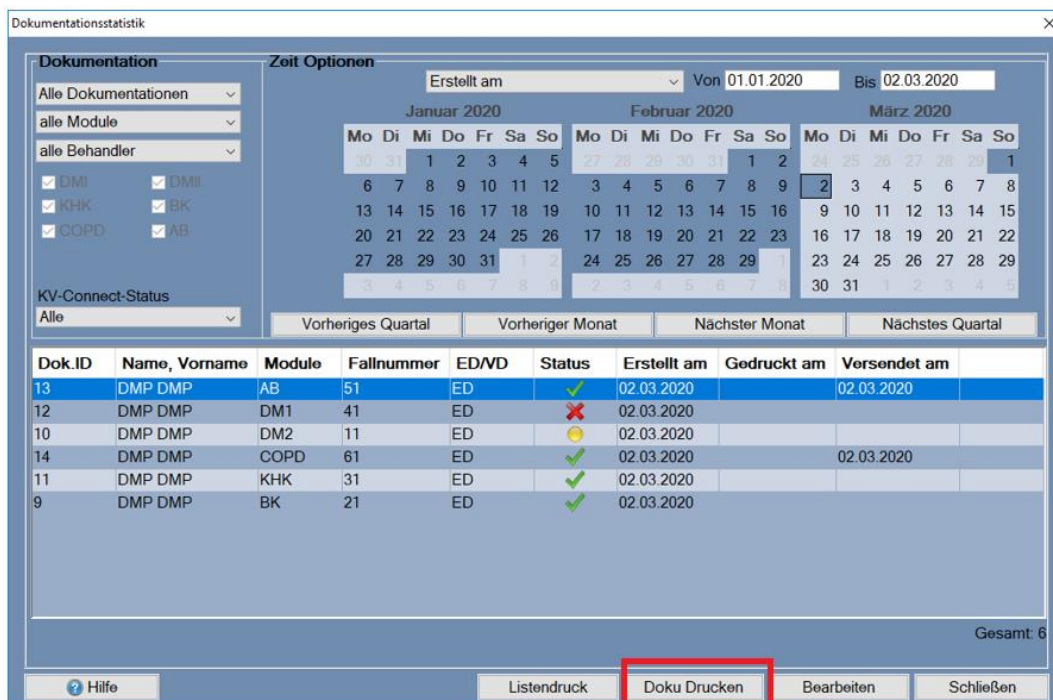 Dokumentationsstatistik
Dokumentation
Alle Dokumentationen
alle Module
alle Behandler
DMI DMII
KHK BK
COPD AB
KV-Connect-Status
Alle
Zeit Optionen
Erstellt am Von 01.01.2020 Bis 02.03.2020
Januar 2020 Februar 2020 März 2020
Mo Di Mi Do Fr Sa So Mo Di Mi Do Fr Sa So Mo Di Mi Do Fr Sa So
30 31 1 2 3 4 5 27 28 29 30 31 1 2 24 25 26 27 28 29 1
6 7 8 9 10 11 12 3 4 5 6 7 8 9 2 3 4 5 6 7 8
13 14 15 16 17 18 19 10 11 12 13 14 15 16 9 10 11 12 13 14 15
20 21 22 23 24 25 26 17 18 19 20 21 22 23 16 17 18 19 20 21 22
27 28 29 30 31 1 2 24 25 26 27 28 29 1 23 24 25 26 27 28 29
3 4 5 6 7 8 9 2 3 4 5 6 7 8 30 31 1 2 3 4 5
Vorheriges Quartal Vorheriger Monat Nächster Monat Nächstes Quartal
Dok.ID Name, Vorname Module Fallnummer ED/VD Status Erstellt am Gedruckt am Versendet am
13 DMP DMP AB 51 ED 02.03.2020 02.03.2020
12 DMP DMP DM1 41 ED 02.03.2020
10 DMP DMP DM2 11 ED 02.03.2020
14 DMP DMP COPD 61 ED 02.03.2020 02.03.2020
11 DMP DMP KHK 31 ED 02.03.2020
9 DMP DMP BK 21 ED 02.03.2020
Gesamt: 6
Hilfe Listendruck Doku Drucken Bearbeiten Schließen